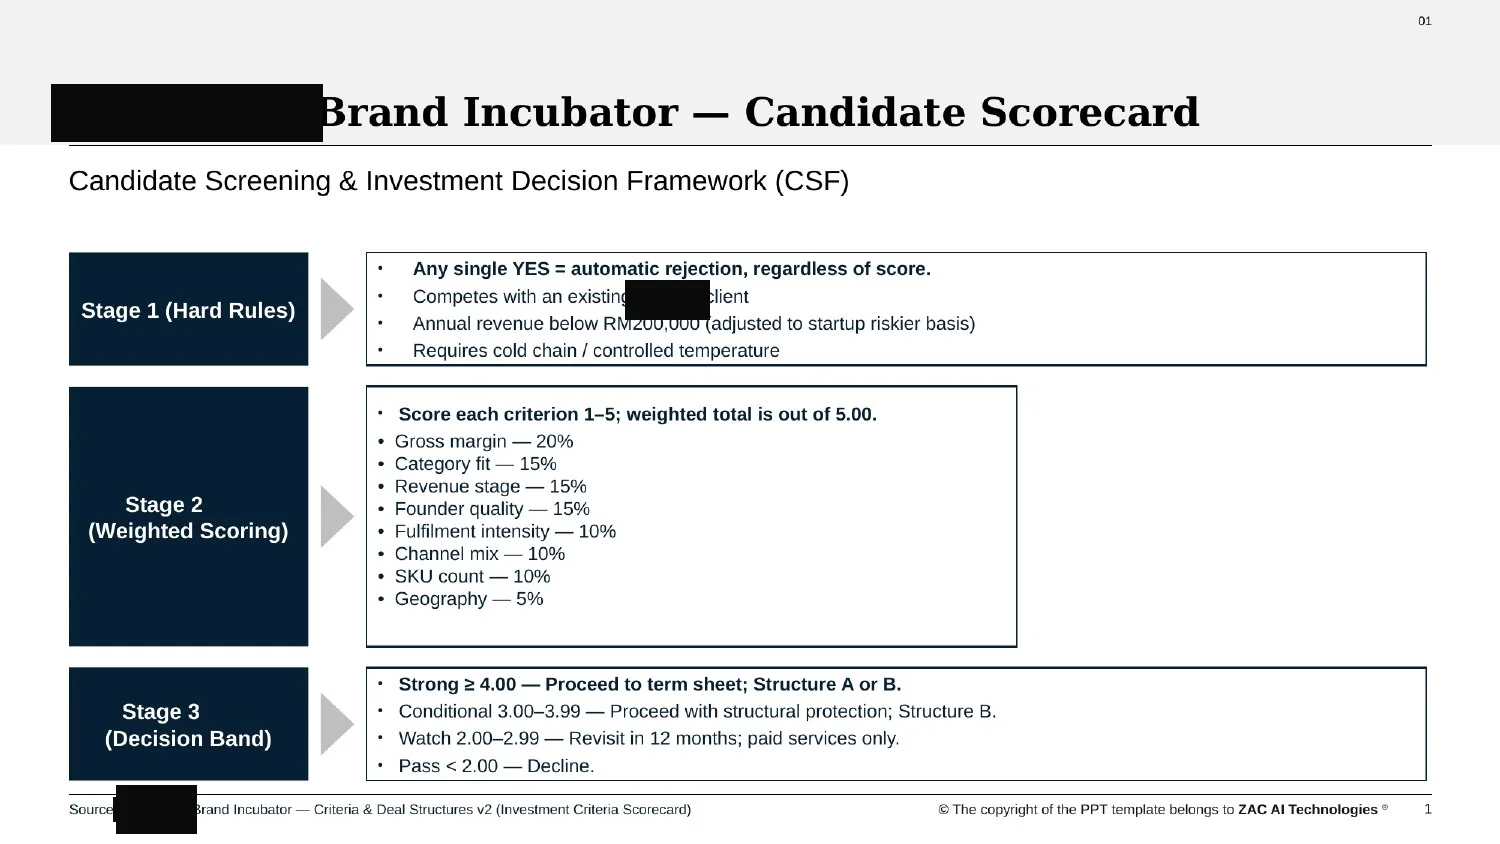 01
Brand Incubator — Candidate Scorecard
Candidate Screening & Investment Decision Framework (CSF)
Stage 1 (Hard Rules)
• Any single YES = automatic rejection, regardless of score.
• Competes with an existing client
• Annual revenue below RM200,000 (adjusted to startup riskier basis)
• Requires cold chain / controlled temperature
Stage 2
(Weighted Scoring)
• Score each criterion 1–5; weighted total is out of 5.00.
• Gross margin — 20%
• Category fit — 15%
• Revenue stage — 15%
• Founder quality — 15%
• Fulfilment intensity — 10%
• Channel mix — 10%
• SKU count — 10%
• Geography — 5%
Stage 3
(Decision Band)
• Strong ≥ 4.00 — Proceed to term sheet; Structure A or B.
• Conditional 3.00–3.99 — Proceed with structural protection; Structure B.
• Watch 2.00–2.99 — Revisit in 12 months; paid services only.
• Pass < 2.00 — Decline.
Source Brand Incubator — Criteria & Deal Structures v2 (Investment Criteria Scorecard)
© The copyright of the PPT template belongs to ZAC AI Technologies ®
1